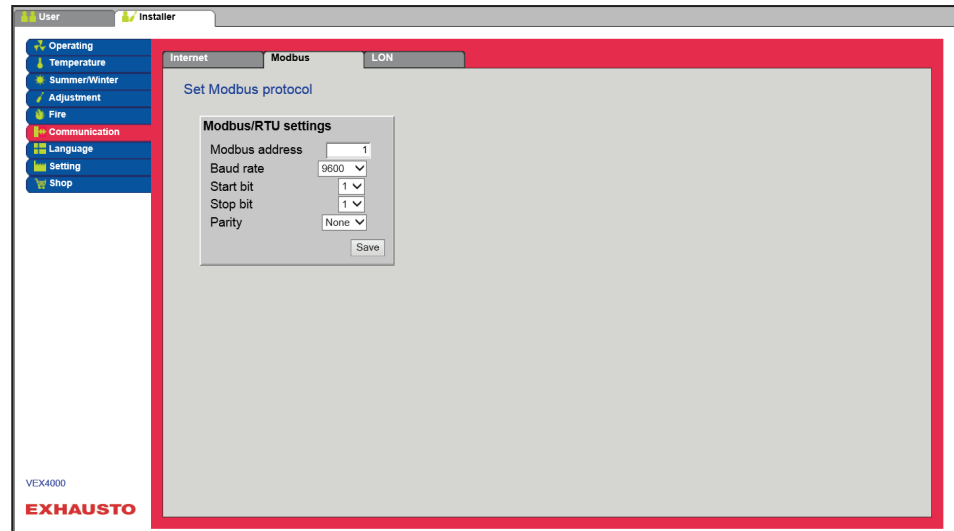 User
Installer
Operating
Temperature
Summer/Winter
Adjustment
Fire
Communication
Language
Setting
Shop
Internet
Modbus
LON
Set Modbus protocol
Modbus/RTU settings
Modbus address 1
Baud rate 9600
Start bit 1
Stop bit 1
Parity None
Save
VEX4000
EXHAUSTO